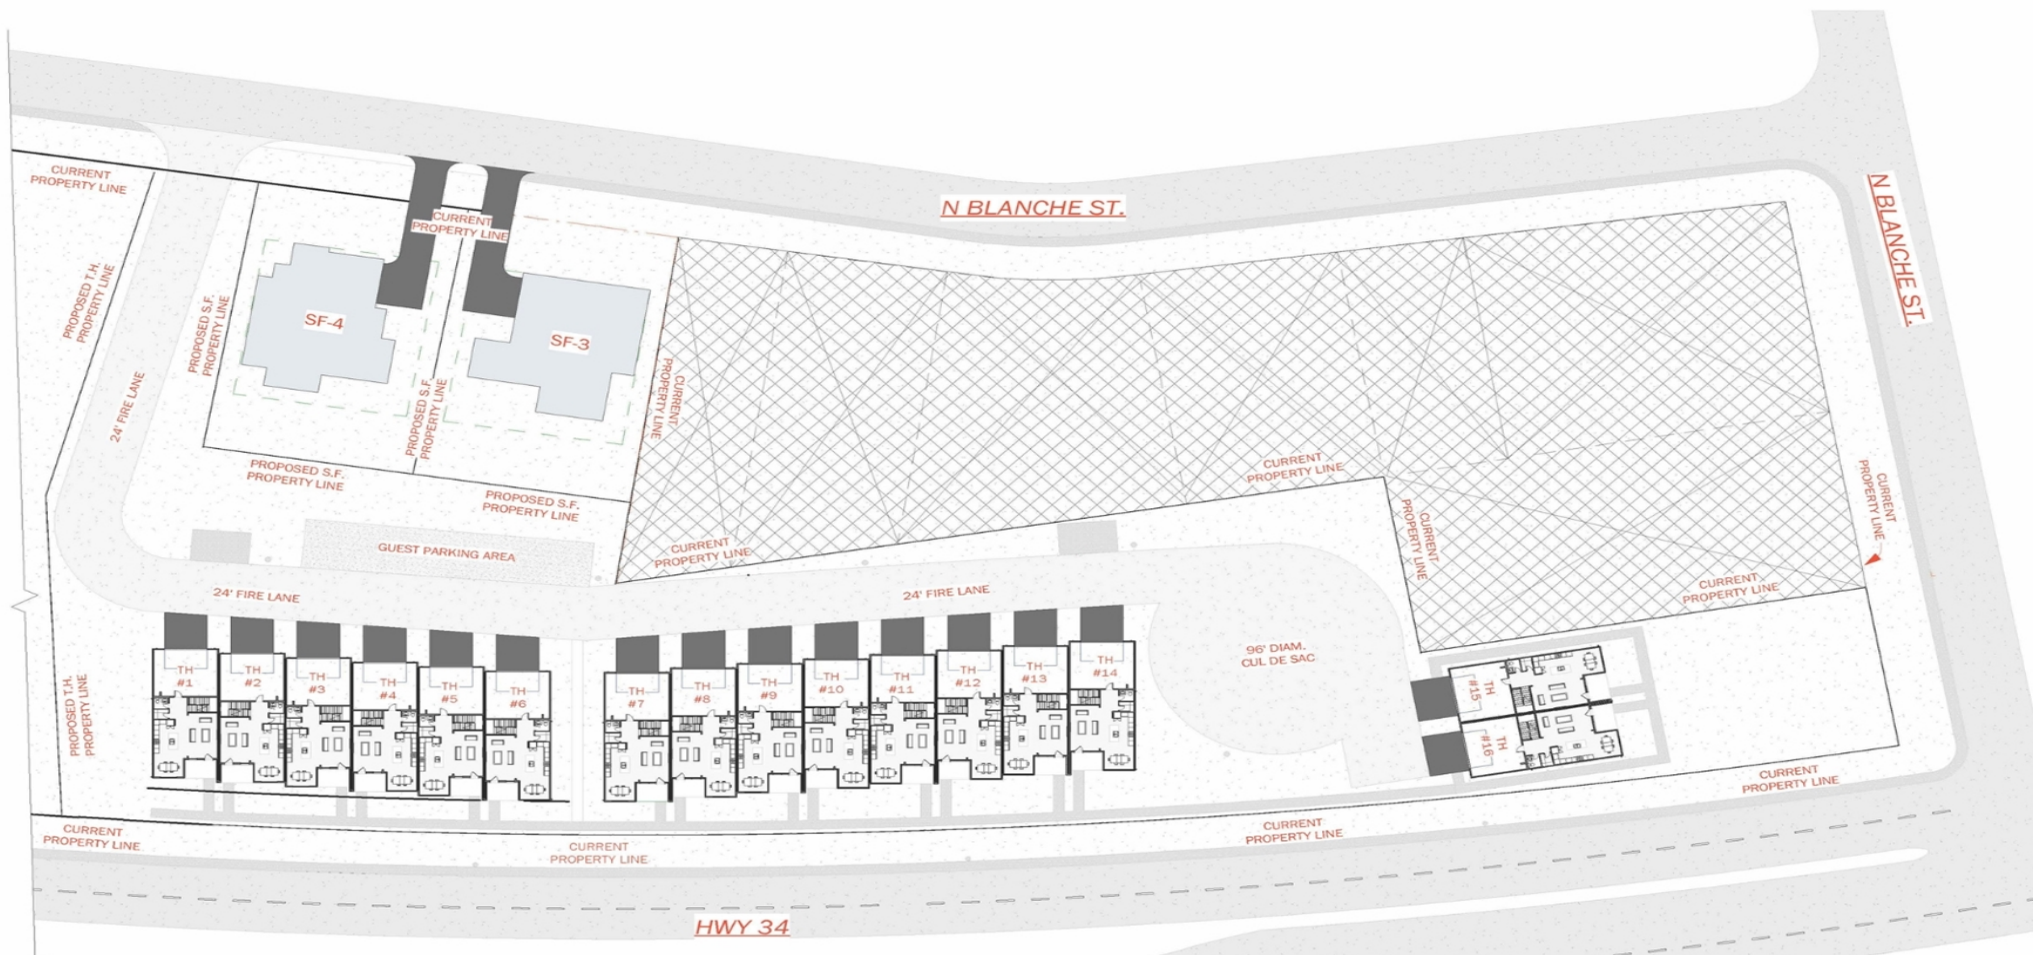 CURRENT
PROPERTY LINE
N BLANCHE ST.
N BLANCHE ST.
CURRENT
PROPERTY LINE
PROPOSED T.H.
PROPERTY LINE
PROPOSED S.F.
PROPERTY LINE
SF-4
SF-3
24' FIRE LANE
PROPOSED S.F.
PROPERTY LINE
CURRENT
PROPERTY LINE
PROPOSED S.F.
PROPERTY LINE
PROPOSED S.F.
PROPERTY LINE
CURRENT
PROPERTY LINE
CURRENT
PROPERTY LINE
CURRENT
PROPERTY LINE
GUEST PARKING AREA
CURRENT
PROPERTY LINE
CURRENT
PROPERTY LINE
24' FIRE LANE
24' FIRE LANE
96' DIAM.
CUL DE SAC
PROPOSED T.H.
PROPERTY LINE
TH
#1
TH
#2
TH
#3
TH
#4
TH
#5
TH
#6
TH
#7
TH
#8
TH
#9
TH
#10
TH
#11
TH
#12
TH
#13
TH
#14
TH
#15
TH
#16
CURRENT
PROPERTY LINE
CURRENT
PROPERTY LINE
CURRENT
PROPERTY LINE
CURRENT
PROPERTY LINE
HWY 34